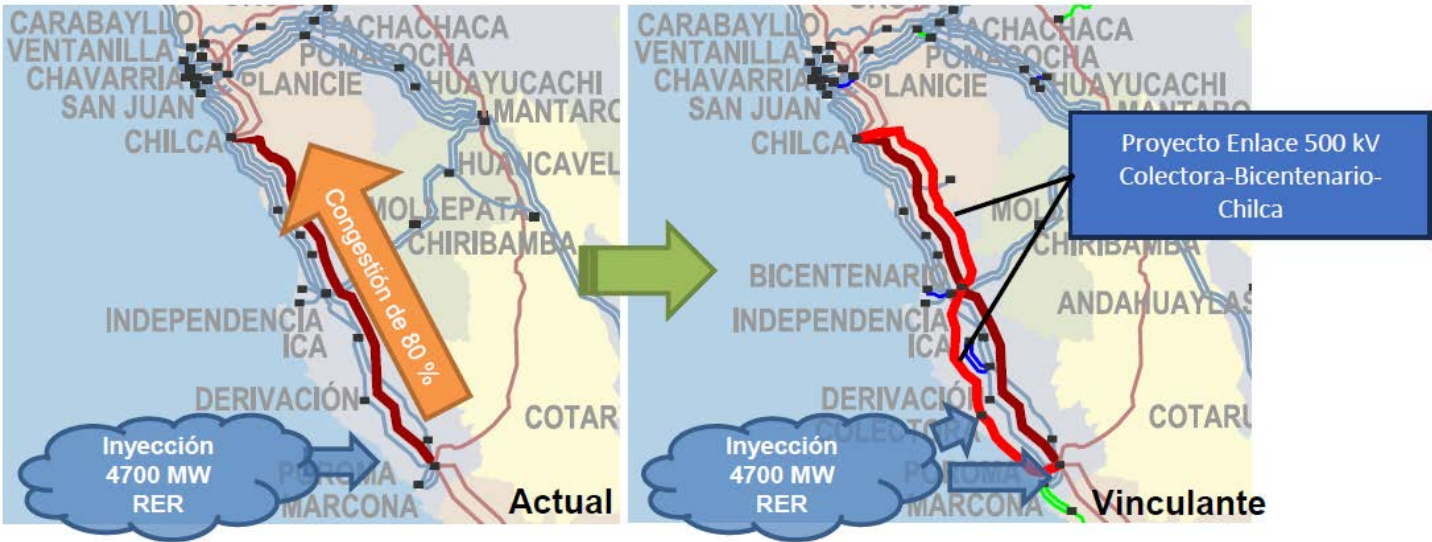 CARABAYLLO
VENTANILLA
CHAVARRIA
SAN JUAN
CHILCA
CHACHACA
POMACOCHA
PLANICIE
HUAYUCACHI
MANTARO
HUANCAVEL
MOLLEPATA
CHIRIBAMBA
Congestión de 80 %
INDEPENDENCIA
ICA
DERIVACIÓN
COTAR
Inyección
4700 MW
RER
POROMA
MARCONA
Actual
CARABAYLLO
VENTANILLA
CHAVARRIA
SAN JUAN
CHILCA
ACHACA
POMACOCHA
PLANICIE
HUAYUCACHI
MANTARO
Proyecto Enlace 500 kV
Colectora-Bicentenario-
Chilca
CHIRIBAMBA
BICENTENARIO
ANDAHUAYLAS
INDEPENDENCIA
ICA
DERIVACIÓN
COLECTORA
COTARU
Inyección
4700 MW
RER
POROMA
MARCONA
Vinculante